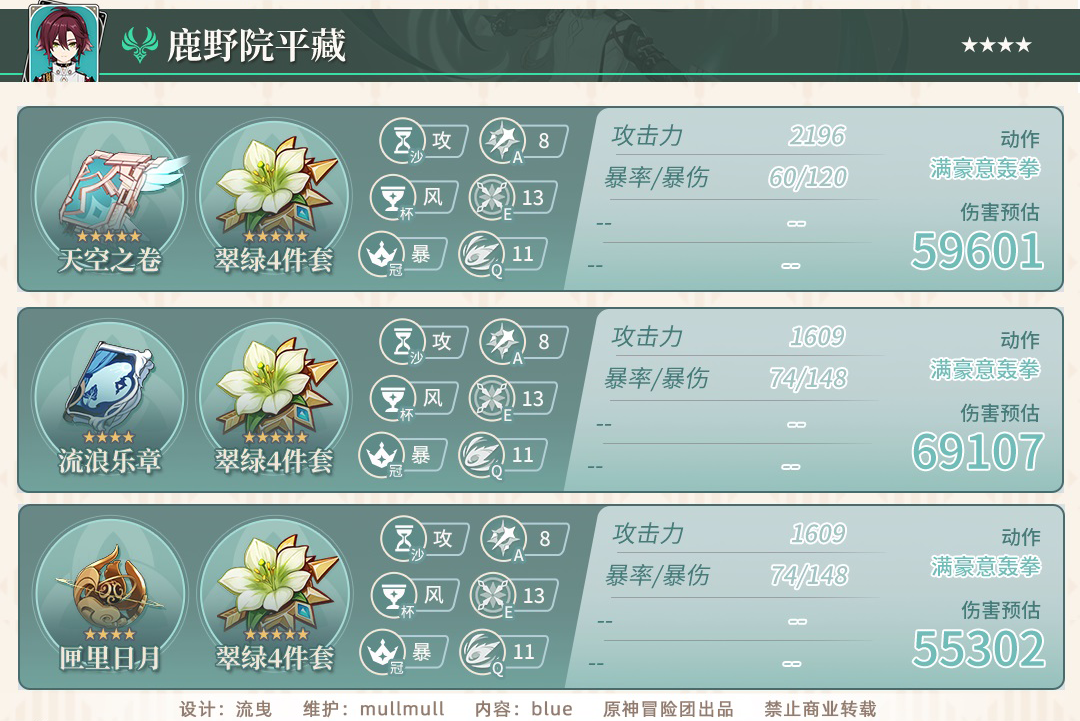 鹿野院平藏
天空之卷
翠绿4件套
沙 攻 A 8
杯 风 E 13
冠 暴 Q 11
攻击力 2196
暴率/暴伤 60/120
-- --
-- --
动作
满豪意轰拳
伤害预估
59601
流浪乐章
翠绿4件套
沙 攻 A 8
杯 风 E 13
冠 暴 Q 11
攻击力 1609
暴率/暴伤 74/148
-- --
-- --
动作
满豪意轰拳
伤害预估
69107
匣里日月
翠绿4件套
沙 攻 A 8
杯 风 E 13
冠 暴 Q 11
攻击力 1609
暴率/暴伤 74/148
-- --
-- --
动作
满豪意轰拳
伤害预估
55302
设计：流曳 维护：mullmull 内容：blue 原神冒险团出品 禁止商业转载